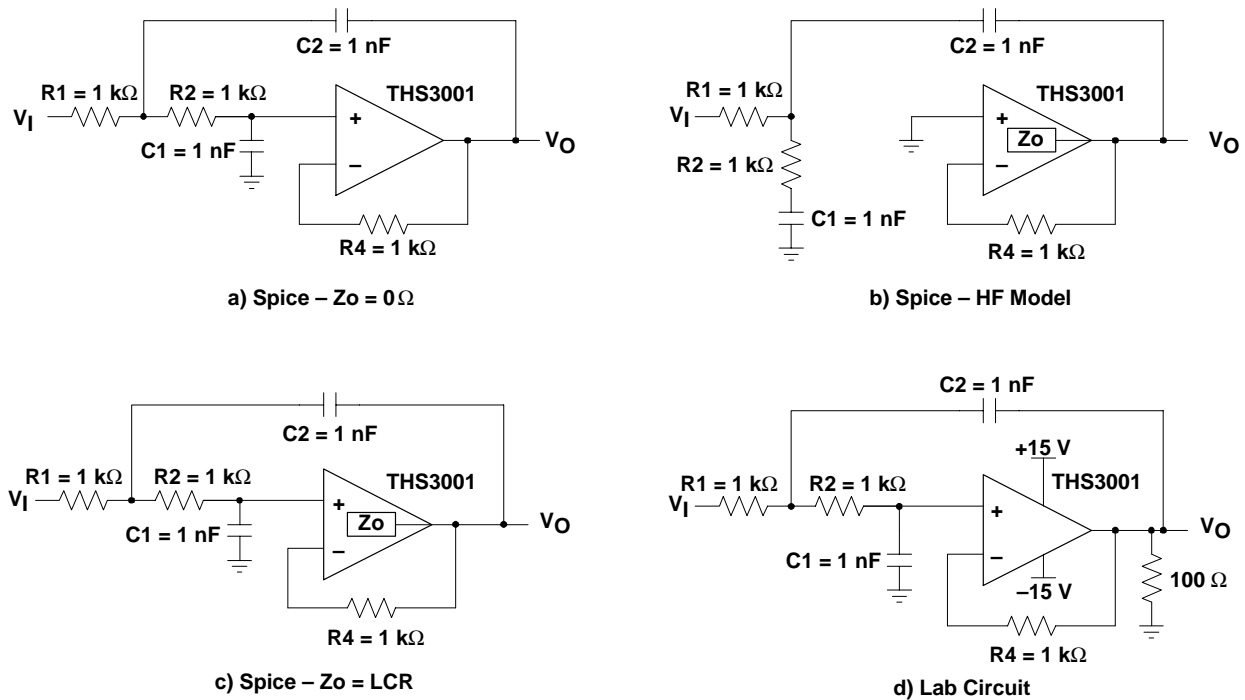 C2 = 1 nF
R1 = 1 kΩ
R2 = 1 kΩ
THS3001
VI
+
–
C1 = 1 nF
VO
R4 = 1 kΩ
a) Spice – Zo = 0 Ω
C2 = 1 nF
R1 = 1 kΩ
THS3001
VI
+
Zo
–
VO
R2 = 1 kΩ
C1 = 1 nF
R4 = 1 kΩ
b) Spice – HF Model
C2 = 1 nF
R1 = 1 kΩ
R2 = 1 kΩ
THS3001
VI
+
Zo
–
C1 = 1 nF
VO
R4 = 1 kΩ
c) Spice – Zo = LCR
C2 = 1 nF
+15 V
R1 = 1 kΩ
R2 = 1 kΩ
THS3001
VI
+
–
C1 = 1 nF
VO
–15 V
100 Ω
R4 = 1 kΩ
d) Lab Circuit